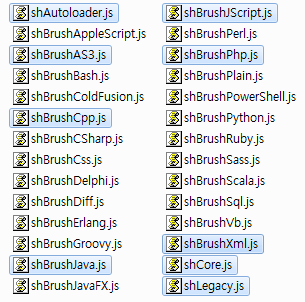 shAutoloader.js
shBrushAppleScript.js
shBrushAS3.js
shBrushBash.js
shBrushColdFusion.js
shBrushCpp.js
shBrushCSharp.js
shBrushCss.js
shBrushDelphi.js
shBrushDiff.js
shBrushErlang.js
shBrushGroovy.js
shBrushJava.js
shBrushJavaFX.js
shBrushJScript.js
shBrushPerl.js
shBrushPhp.js
shBrushPlain.js
shBrushPowerShell.js
shBrushPython.js
shBrushRuby.js
shBrushSass.js
shBrushScala.js
shBrushSql.js
shBrushVb.js
shBrushXml.js
shCore.js
shLegacy.js